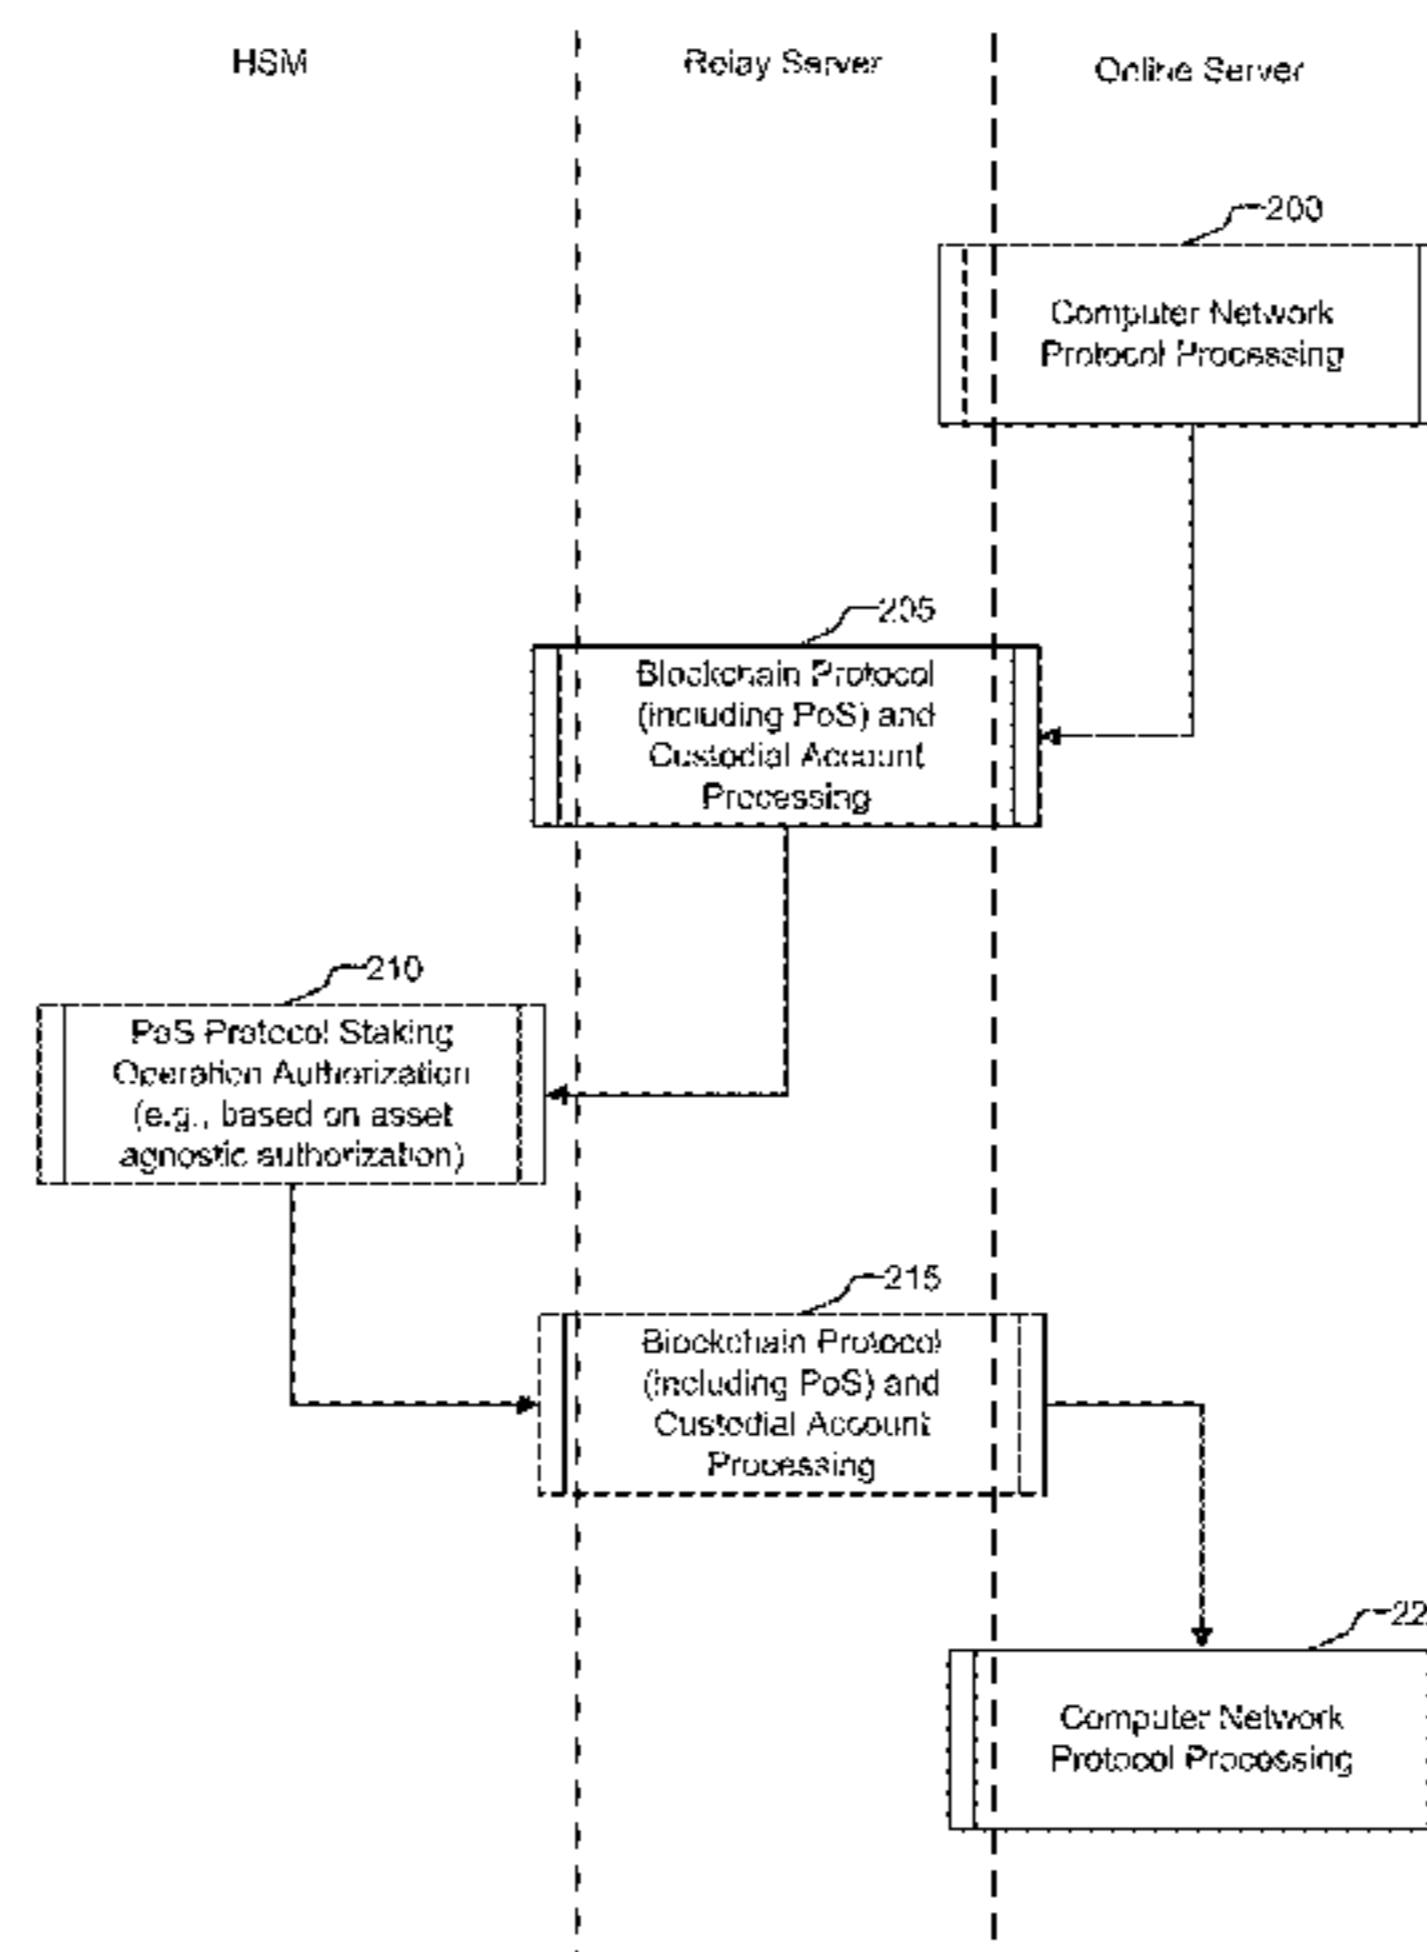 HSM
Relay Server
Online Server
200
Computer Network
Protocol Processing
205
Blockchain Protocol
(including PoS) and
Custodial Account
Processing
210
PoS Protocol Staking
Operation Authorization
(e.g., based on asset
agnostic authorization)
215
Blockchain Protocol
(including PoS) and
Custodial Account
Processing
22
Computer Network
Protocol Processing